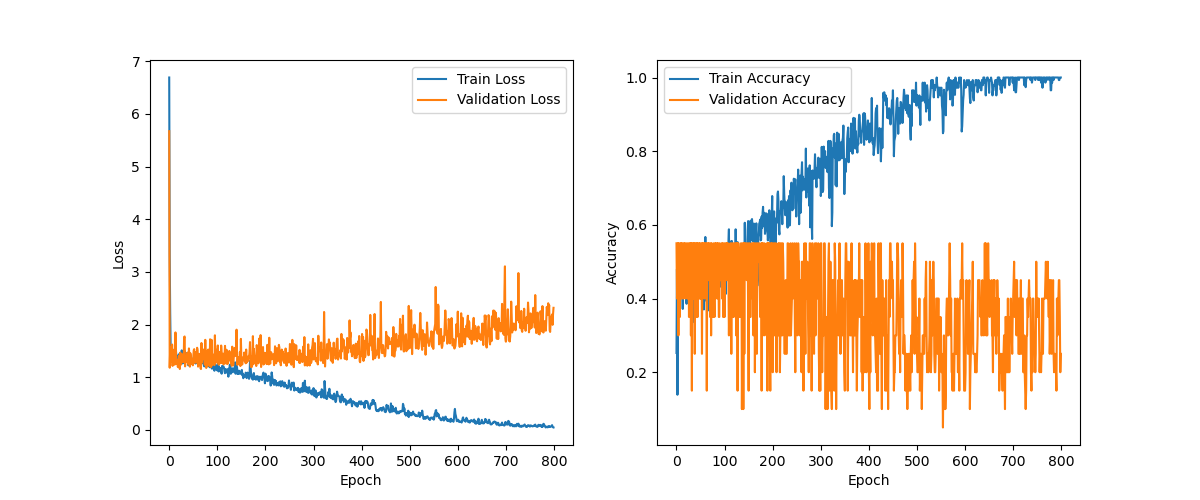 7
6
5
4
3
2
1
0
Loss
Train Loss
Validation Loss
0 100 200 300 400 500 600 700 800
Epoch
1.0
0.8
0.6
0.4
0.2
Accuracy
Train Accuracy
Validation Accuracy
0 100 200 300 400 500 600 700 800
Epoch